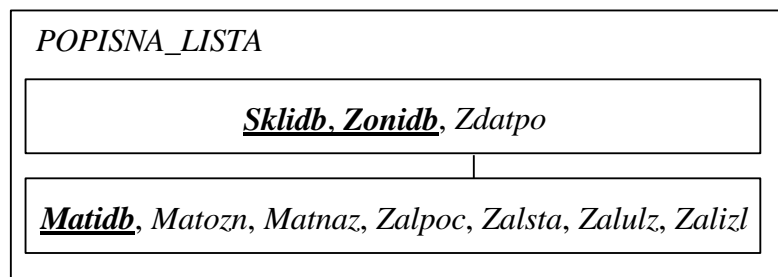 POPISNA_LISTA
Sklidb, Zonidb, Zdatpo
Matidb, Matozn, Matnaz, Zalpoc, Zalsta, Zalulz, Zalizl